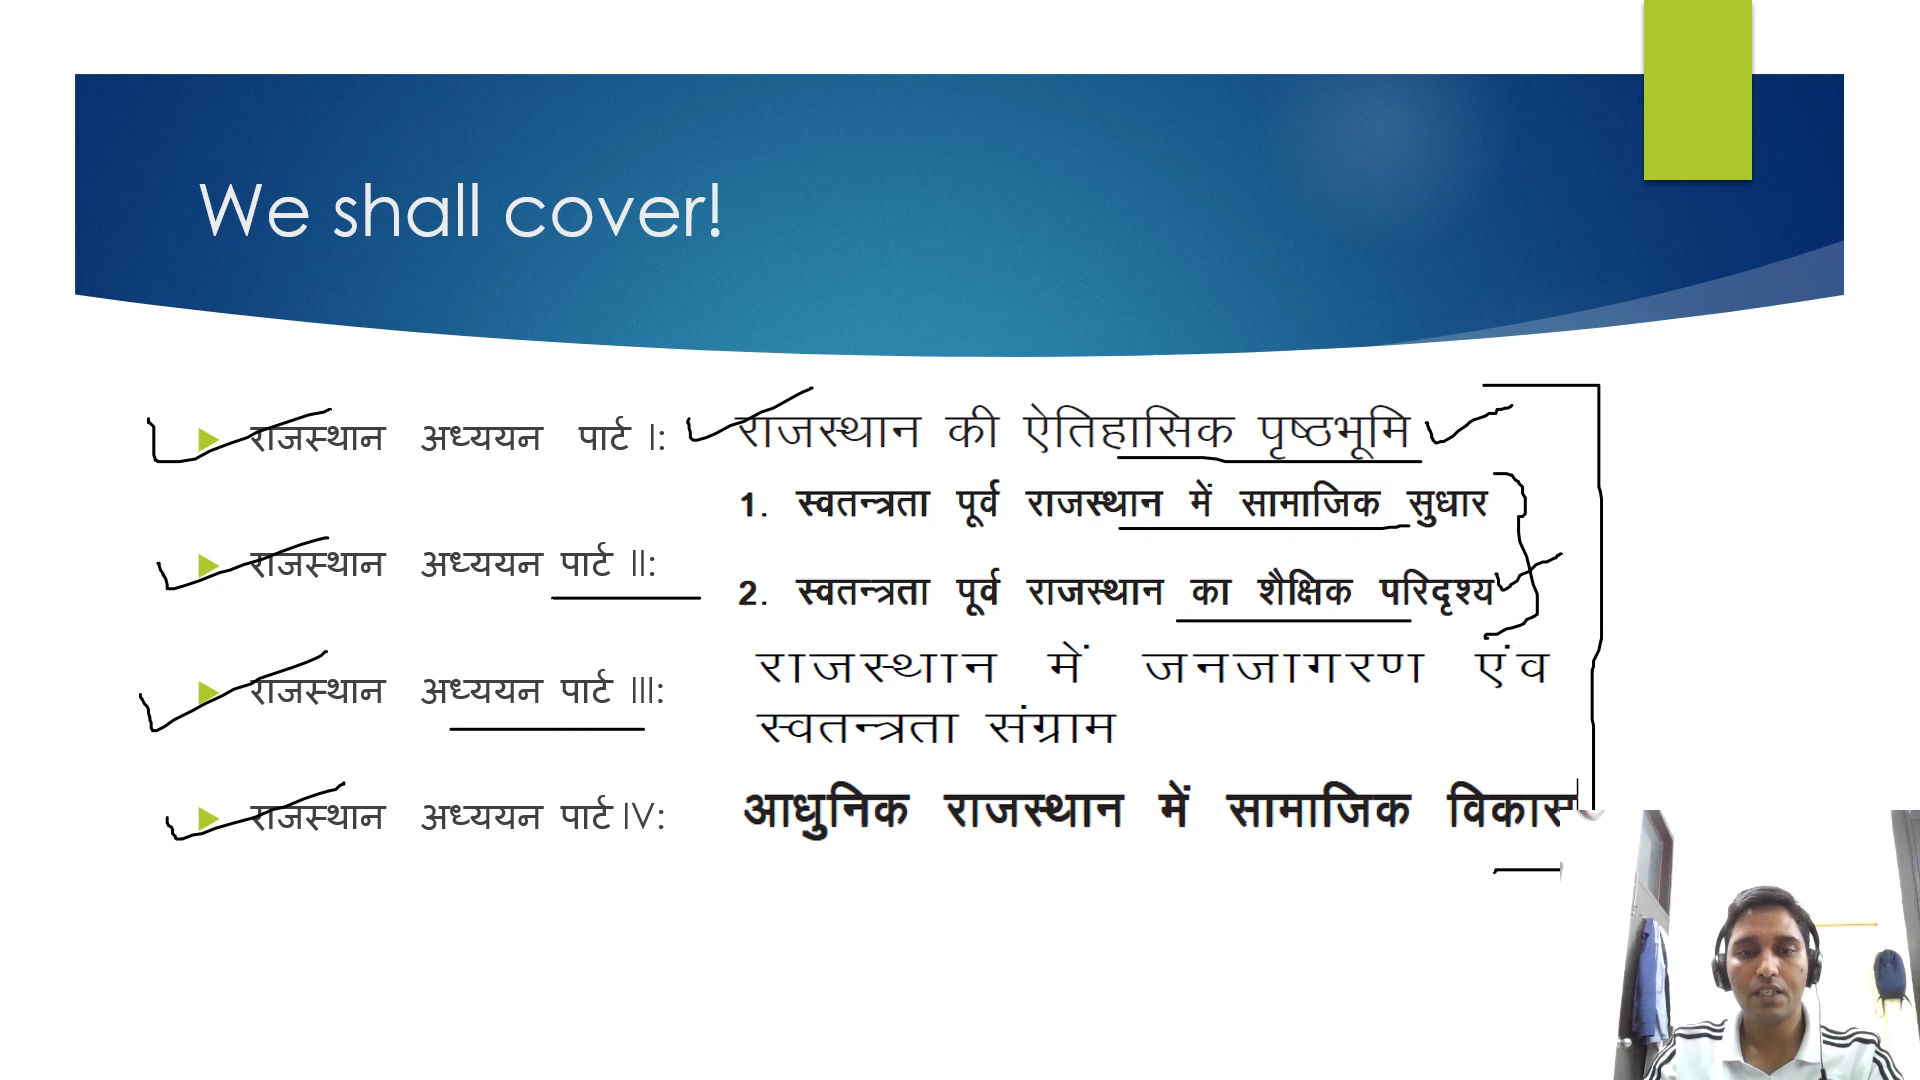 We shall cover!
राजस्थान अध्ययन पार्ट I: राजस्थान की ऐतिहासिक पृष्ठभूमि
1. स्वतन्त्रता पूर्व राजस्थान में सामाजिक सुधार
राजस्थान अध्ययन पार्ट II:
2. स्वतन्त्रता पूर्व राजस्थान का शैक्षिक परिदृश्य
राजस्थान में जनजागरण एंव
राजस्थान अध्ययन पार्ट III:
स्वतन्त्रता संग्राम
राजस्थान अध्ययन पार्ट IV: आधुनिक राजस्थान में सामाजिक विकास